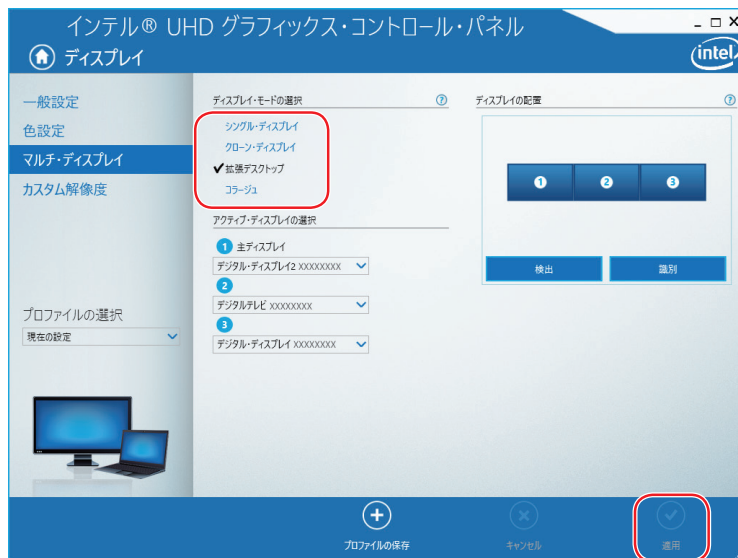 インテル® UHD グラフィックス・コントロール・パネル
ディスプレイ
intel
一般設定
色設定
マルチ・ディスプレイ
カスタム解像度
プロファイルの選択
現在の設定
ディスプレイ・モードの選択
シングル・ディスプレイ
クローン・ディスプレイ
✔拡張デスクトップ
コラージュ
アクティブ・ディスプレイの選択
1 主ディスプレイ
デジタル・ディスプレイ2 XXXXXXXX
2
デジタルテレビ XXXXXXXX
3
デジタル・ディスプレイ XXXXXXXX
ディスプレイの配置
1 2 3
検出 識別
プロファイルの保存 キャンセル 適用